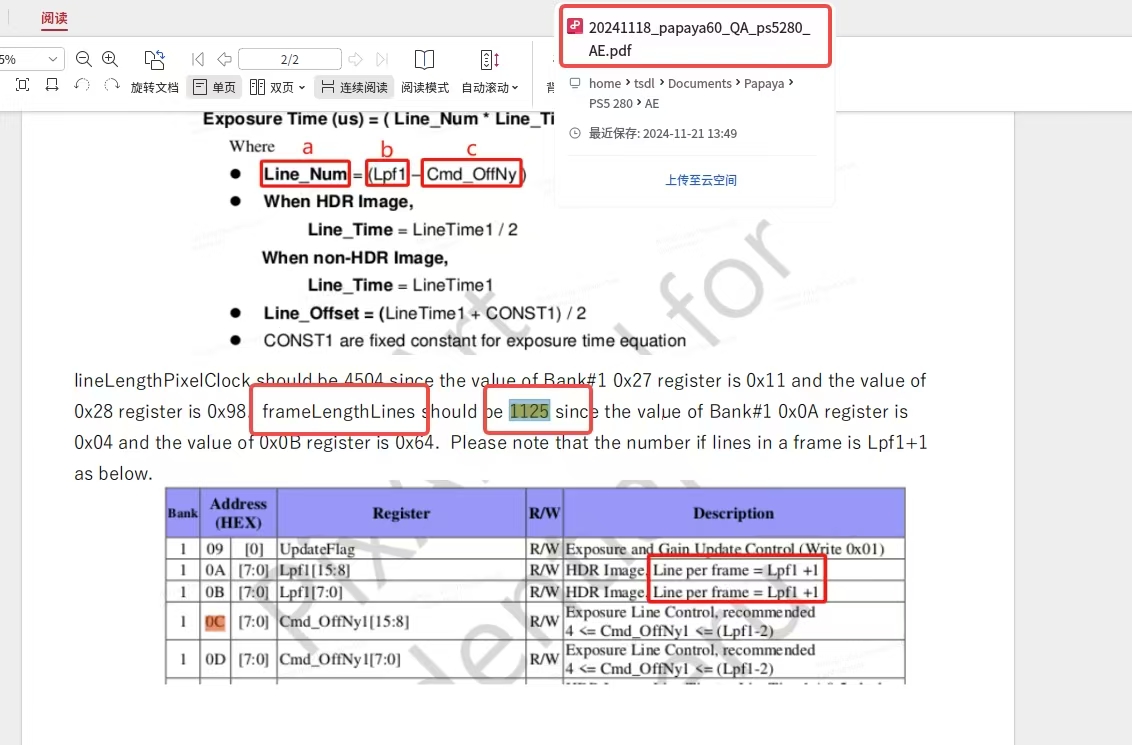 阅读
20241118_papaya60_QA_ps5280_
AE.pdf
5%
2/2
旋转文档
单页
双页
连续阅读
阅读模式
自动滚动
背
home > tsdl > Documents > Papaya >
PS5 280 > AE
最近保存: 2024-11-21 13:49
上传至云空间
Exposure Time (us) = ( Line_Num * Line_Ti
Where
a
b
c
Line_Num = (Lpf1 – Cmd_OffNy)
When HDR Image,
Line_Time = LineTime1 / 2
When non-HDR Image,
Line_Time = LineTime1
Line_Offset = (LineTime1 + CONST1) / 2
CONST1 are fixed constant for exposure time equation
lineLengthPixelClock should be 4504 since the value of Bank#1 0x27 register is 0x11 and the value of
0x28 register is 0x98. frameLengthLines should be 1125 since the value of Bank#1 0x0A register is
0x04 and the value of 0x0B register is 0x64. Please note that the number if lines in a frame is Lpf1+1
as below.
Bank Address (HEX) Register R/W Description
1 09 [0] UpdateFlag R/W Exposure and Gain Update Control (Write 0x01)
1 0A [7:0] Lpf1[15:8] R/W HDR Image, Line per frame = Lpf1 +1
1 0B [7:0] Lpf1[7:0] R/W HDR Image, Line per frame = Lpf1 +1
1 0C [7:0] Cmd_OffNy1[15:8] R/W Exposure Line Control, recommended
4 <= Cmd_OffNy1 <= (Lpf1-2)
1 0D [7:0] Cmd_OffNy1[7:0] R/W Exposure Line Control, recommended
4 <= Cmd_OffNy1 <= (Lpf1-2)